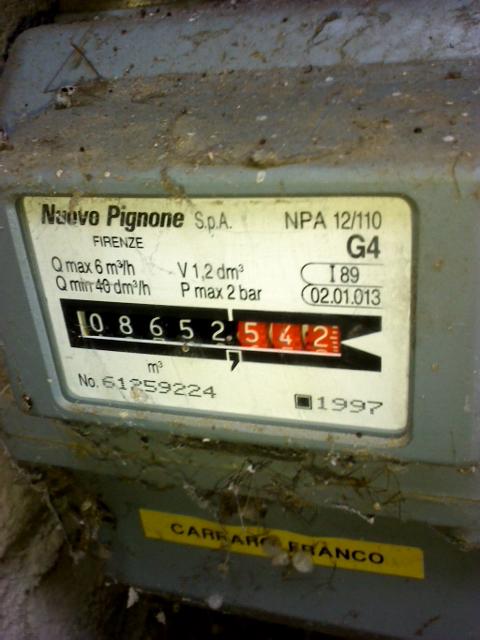 Nuovo Pignone S.p.A. NPA 12/110
FIRENZE G4
Q max 6 m³/h V 1,2 dm³ I 89
Q min 40 dm³/h P max 2 bar 02.01.013
08652,542
m³
No. 61259224 1997
CARRARO FRANCO